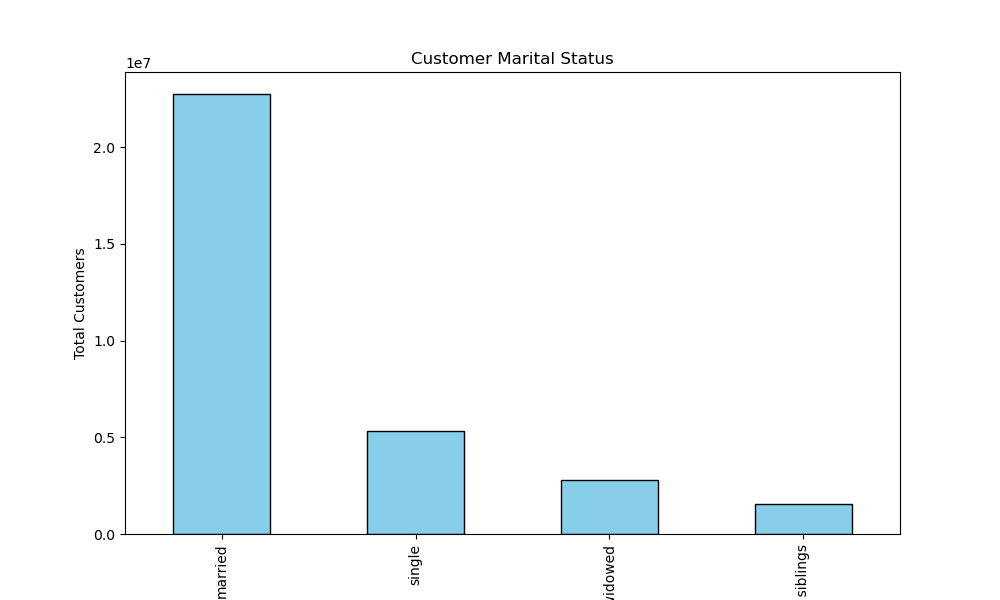 Customer Marital Status
1e7
2.0
1.5
1.0
0.5
0.0
Total Customers
married
single
siblings